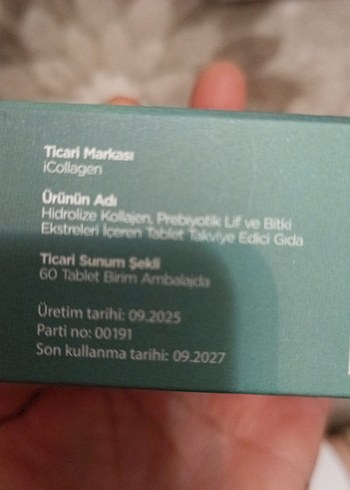 Ticari Markası
iCollagen
Ürünün Adı
Hidrolize Kollajen, Prebiyotik Lif ve Bitki
Ekstreleri İçeren Tablet Takviye Edici Gıda
Ticari Sunum Şekli
60 Tablet Birim Ambalajda
Üretim tarihi: 09.2025
Parti no: 00191
Son kullanma tarihi: 09.2027